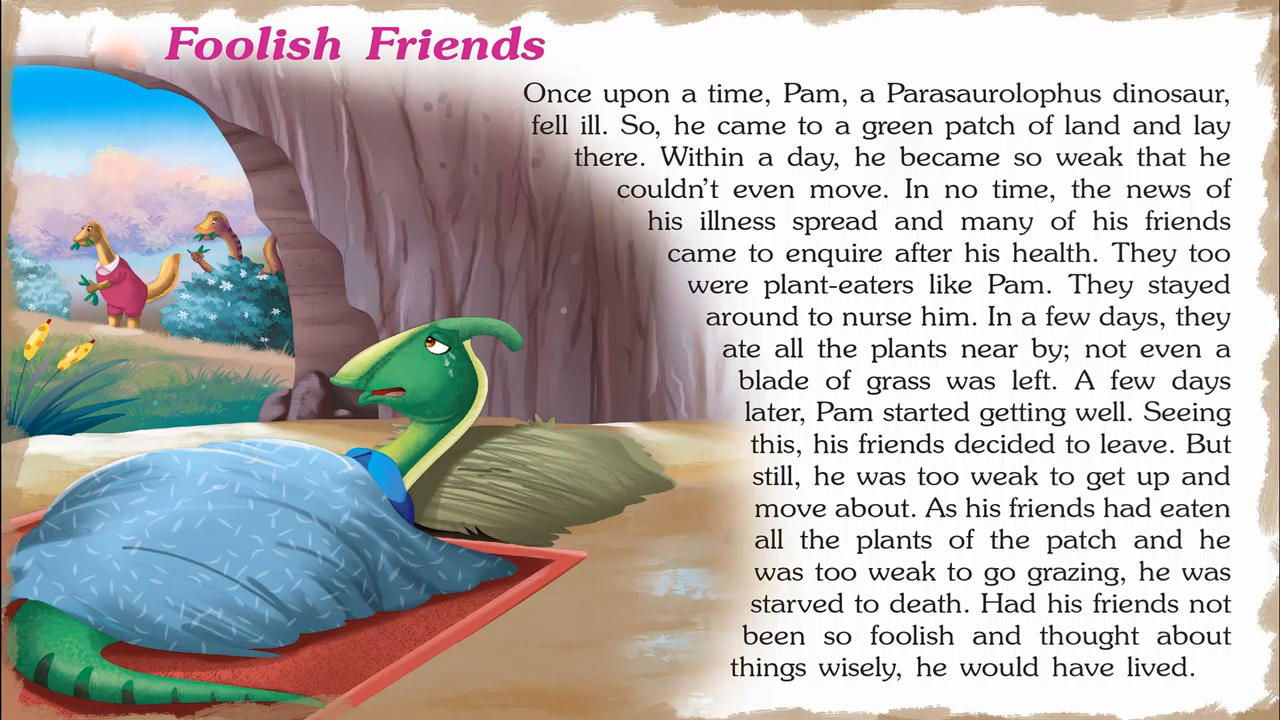 Foolish Friends
Once upon a time, Pam, a Parasaurolophus dinosaur,
fell ill. So, he came to a green patch of land and lay
there. Within a day, he became so weak that he
couldn't even move. In no time, the news of
his illness spread and many of his friends
came to enquire after his health. They too
were plant-eaters like Pam. They stayed
around to nurse him. In a few days, they
ate all the plants near by; not even a
blade of grass was left. A few days
later, Pam started getting well. Seeing
this, his friends decided to leave. But
still, he was too weak to get up and
move about. As his friends had eaten
all the plants of the patch and he
was too weak to go grazing, he was
starved to death. Had his friends not
been so foolish and thought about
things wisely, he would have lived.